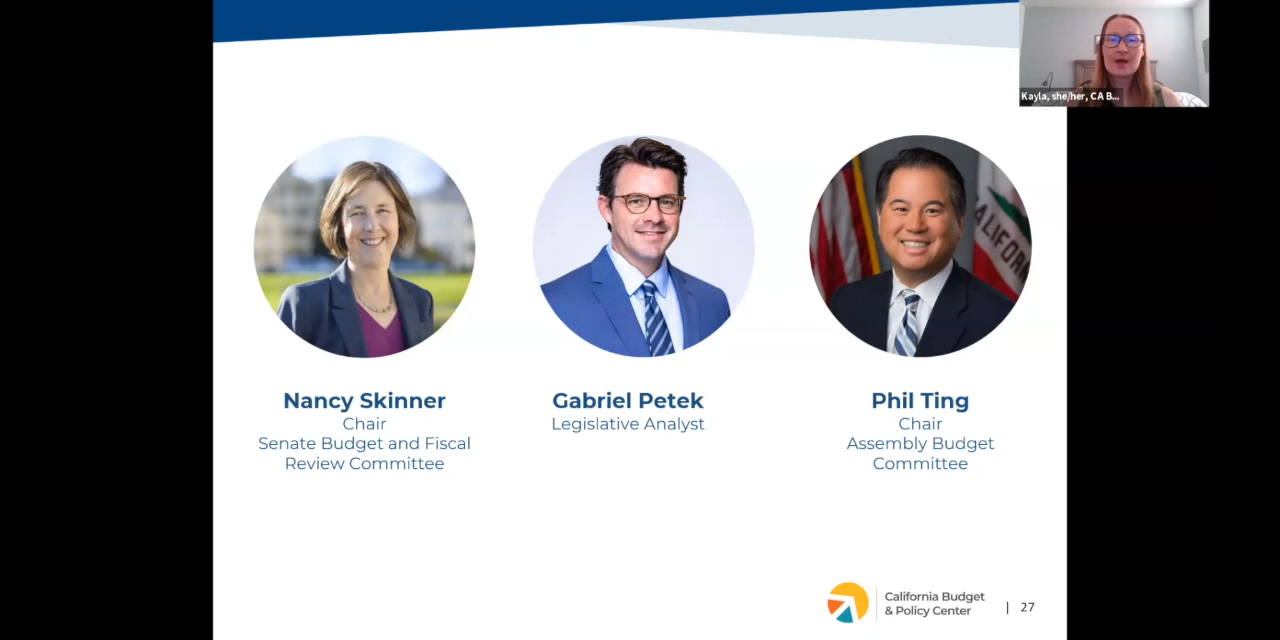 Kayla, she/her, CA B...
ALIFOR
Nancy Skinner
Chair
Senate Budget and Fiscal
Review Committee
Gabriel Petek
Legislative Analyst
Phil Ting
Chair
Assembly Budget
Committee
California Budget
& Policy Center
| 27